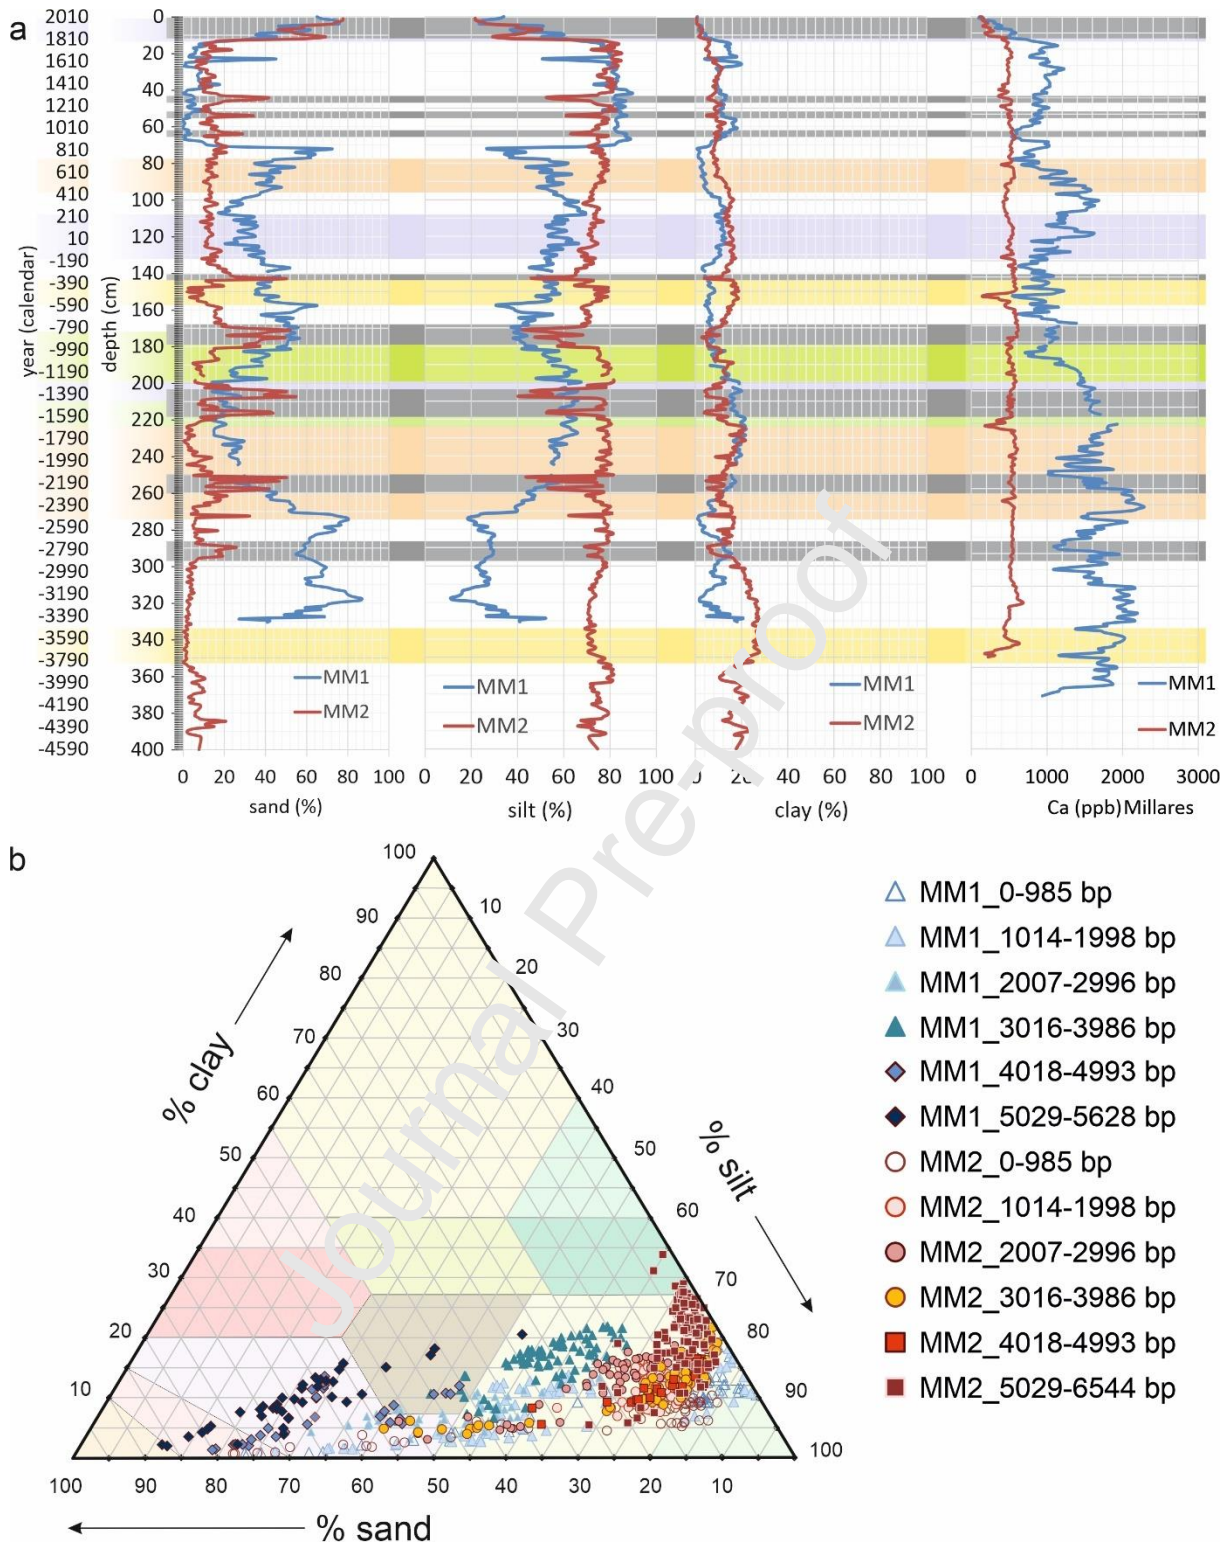 a
year (calendar)
2010
1810
1610
1410
1210
1010
810
610
410
210
10
-190
-390
-590
-790
-990
-1190
-1390
-1590
-1790
-1990
-2190
-2390
-2590
-2790
-2990
-3190
-3390
-3590
-3790
-3990
-4190
-4390
-4590
depth (cm)
0
20
40
60
80
100
120
140
160
180
200
220
240
260
280
300
320
340
360
380
400
MM1
MM2
MM1
MM2
MM1
MM2
MM1
MM2
0 20 40 60 80 100
0 20 40 60 80 100
0 20 40 60 80 100
0 1000 2000 3000
sand (%)
silt (%)
clay (%)
Ca (ppb) Millares
Journal Pre-proof
b
% clay
100
90
80
70
60
50
40
30
20
10
% silt
10
20
30
40
50
60
70
80
90
100
100 90 80 70 60 50 40 30 20 10
% sand
MM1_0-985 bp
MM1_1014-1998 bp
MM1_2007-2996 bp
MM1_3016-3986 bp
MM1_4018-4993 bp
MM1_5029-5628 bp
MM2_0-985 bp
MM2_1014-1998 bp
MM2_2007-2996 bp
MM2_3016-3986 bp
MM2_4018-4993 bp
MM2_5029-6544 bp